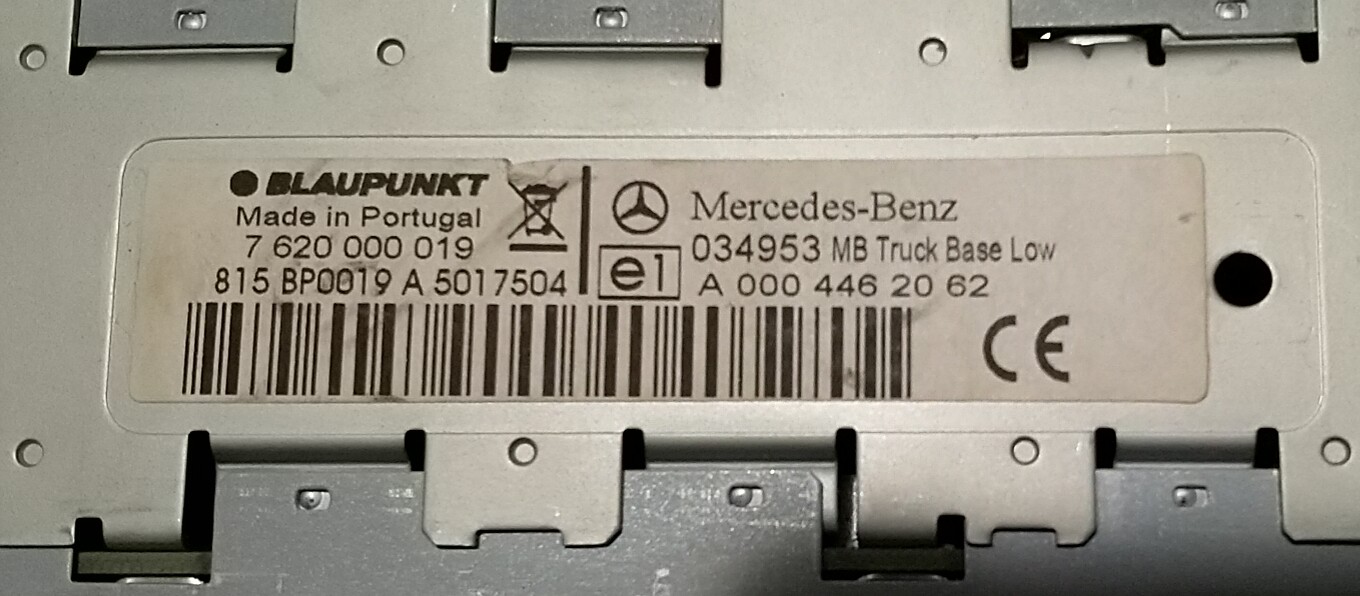 BLAUPUNKT
Made in Portugal
7 620 000 019
815 BP0019 A 5017504
Mercedes-Benz
034953 MB Truck Base Low
e1 A 000 446 20 62
CE